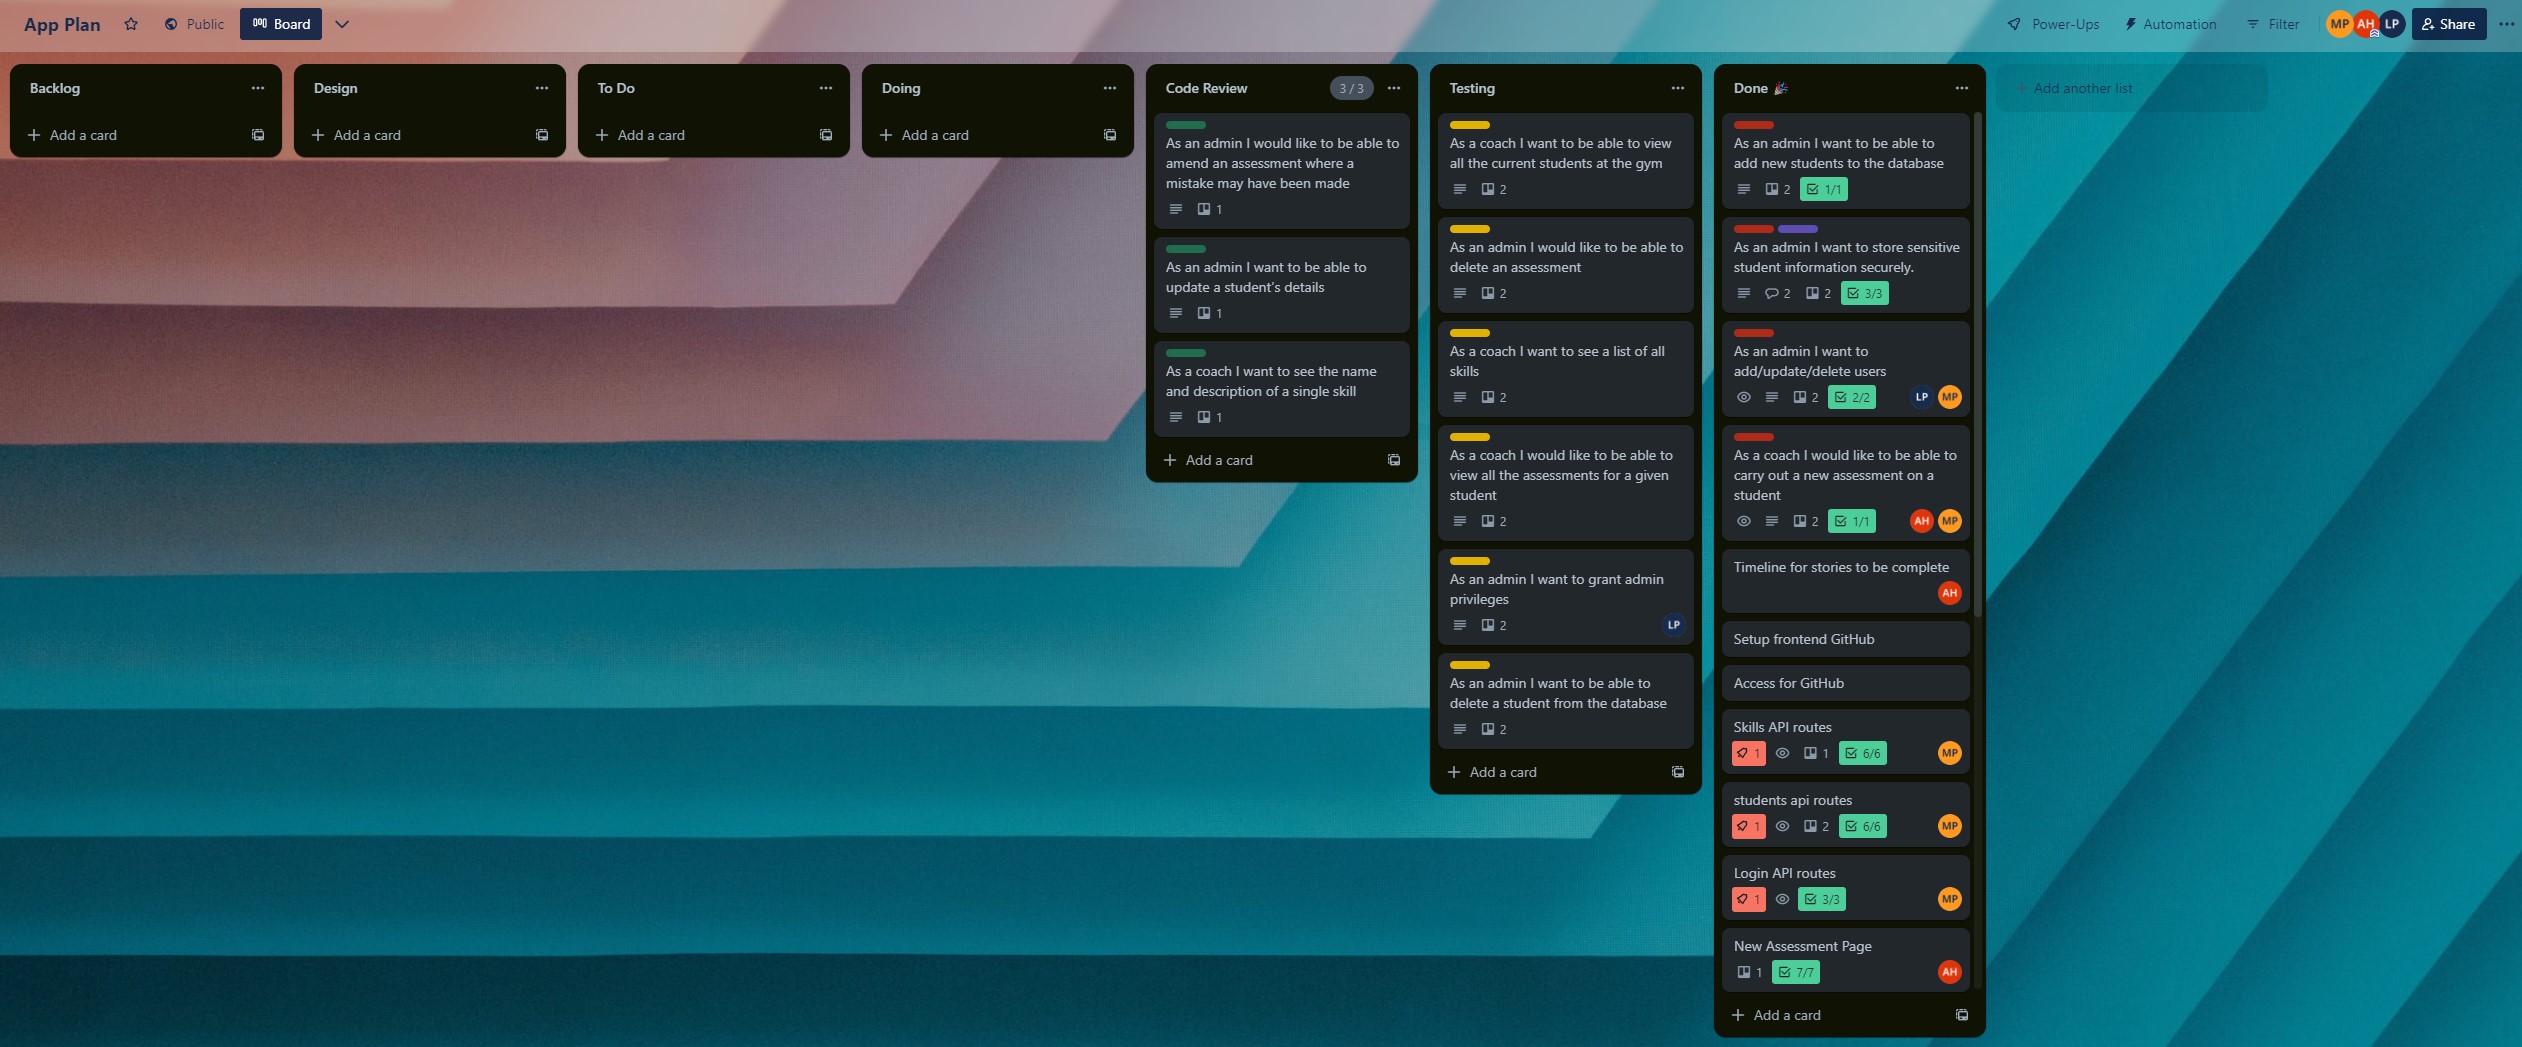 App Plan
Public
Board
Power-Ups
Automation
Filter
MP
AH
LP
Share
Backlog
Add a card
Design
Add a card
To Do
Add a card
Doing
Add a card
Code Review
3 / 3
As an admin I would like to be able to
amend an assessment where a
mistake may have been made
1
As an admin I want to be able to
update a student's details
1
As a coach I want to see the name
and description of a single skill
1
Add a card
Testing
As a coach I want to be able to view
all the current students at the gym
2
As an admin I would like to be able to
delete an assessment
2
As a coach I want to see a list of all
skills
2
As a coach I would like to be able to
view all the assessments for a given
student
2
As an admin I want to grant admin
privileges
2
LP
As an admin I want to be able to
delete a student from the database
2
Add a card
Done 🎉
As an admin I want to be able to
add new students to the database
2 1/1
As an admin I want to store sensitive
student information securely.
2 2 3/3
As an admin I want to
add/update/delete users
2 2/2 LP MP
As a coach I would like to be able to
carry out a new assessment on a
student
2 1/1 AH MP
Timeline for stories to be complete
AH
Setup frontend GitHub
Access for GitHub
Skills API routes
1 1 6/6 MP
students api routes
1 2 6/6 MP
Login API routes
1 3/3 MP
New Assessment Page
1 7/7 AH
Add a card
Add another list